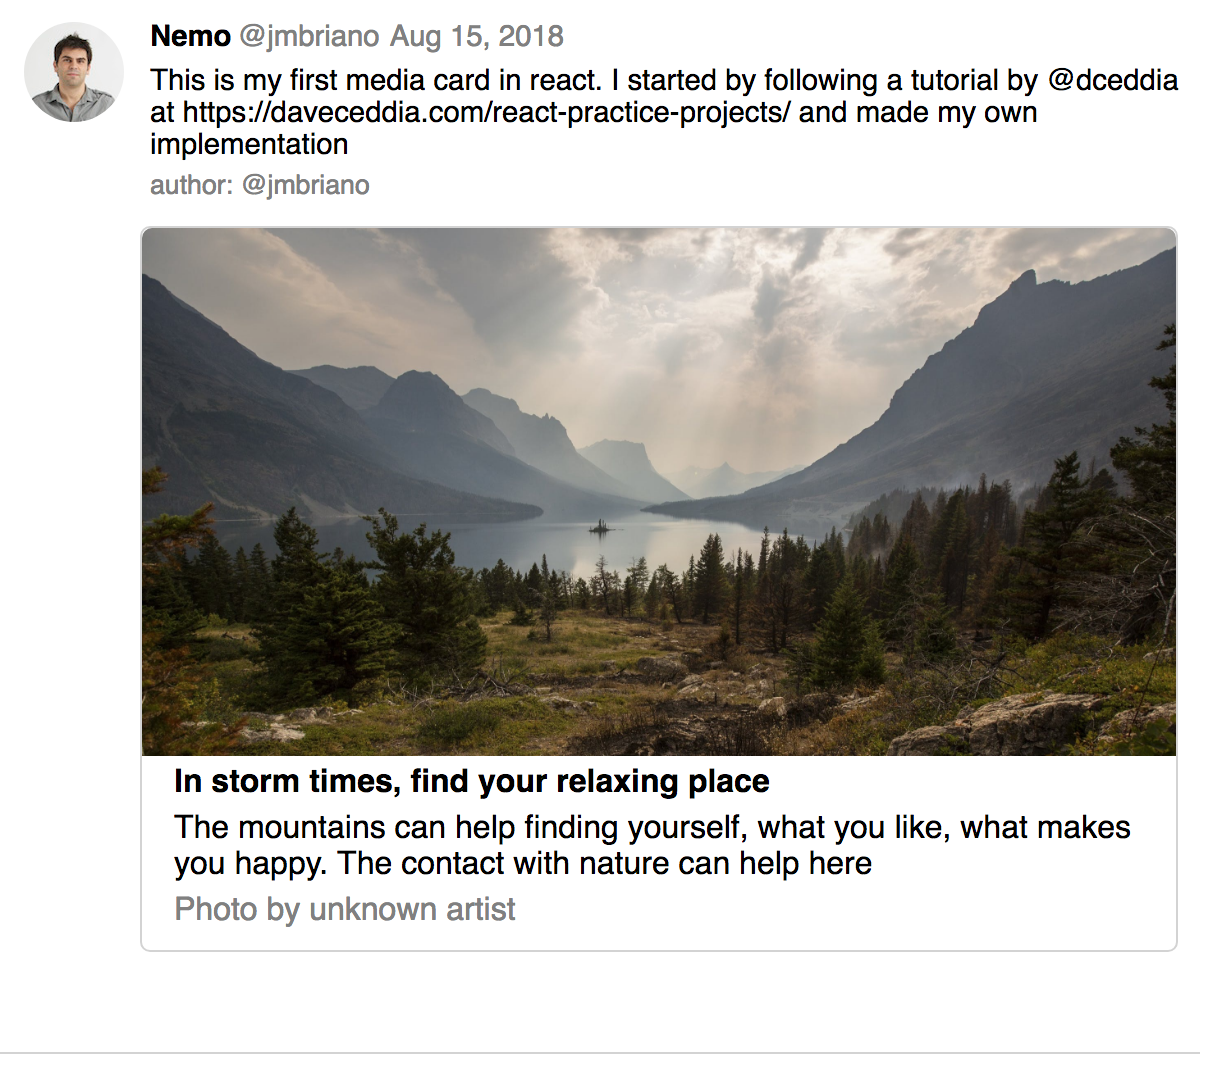 Nemo @jmbriano Aug 15, 2018
This is my first media card in react. I started by following a tutorial by @dceddia
at https://daveceddia.com/react-practice-projects/ and made my own
implementation
author: @jmbriano
In storm times, find your relaxing place
The mountains can help finding yourself, what you like, what makes
you happy. The contact with nature can help here
Photo by unknown artist